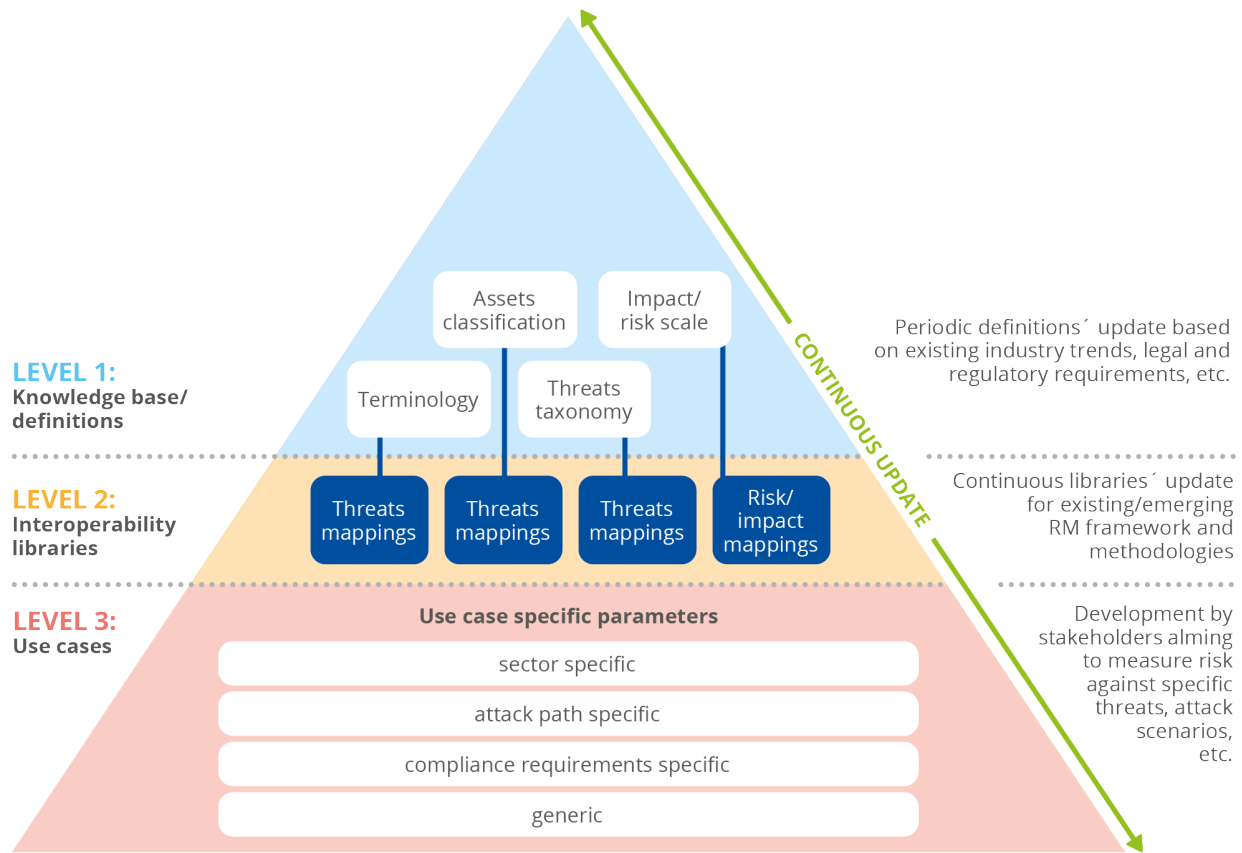 Assets
classification
Impact/
risk scale
Terminology
Threats
taxonomy
LEVEL 1:
Knowledge base/
definitions
CONTINUOUS UPDATE
Periodic definitions´ update based
on existing industry trends, legal and
regulatory requirements, etc.
LEVEL 2:
Interoperability
libraries
Threats
mappings
Threats
mappings
Threats
mappings
Risk/
impact
mappings
Continuous libraries´ update
for existing/emerging
RM framework and
methodologies
LEVEL 3:
Use cases
Use case specific parameters
sector specific
attack path specific
compliance requirements specific
generic
Development by
stakeholders alming
to measure risk
against specific
threats, attack
scenarios,
etc.